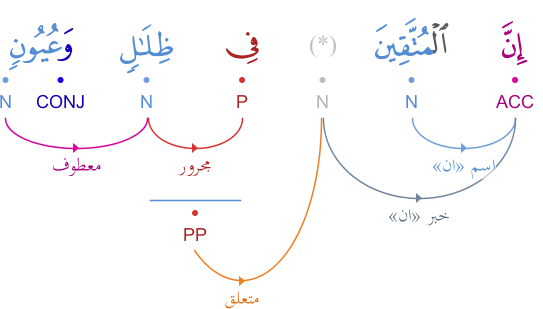 إِنَّ ٱلْمُتَّقِينَ (*) فِى ظِلَـٰلٍ وَعُيُونٍ
ACC N N P N CONJ N
اسم «ان» مجرور معطوف
خبر «ان»
PP
متعلق